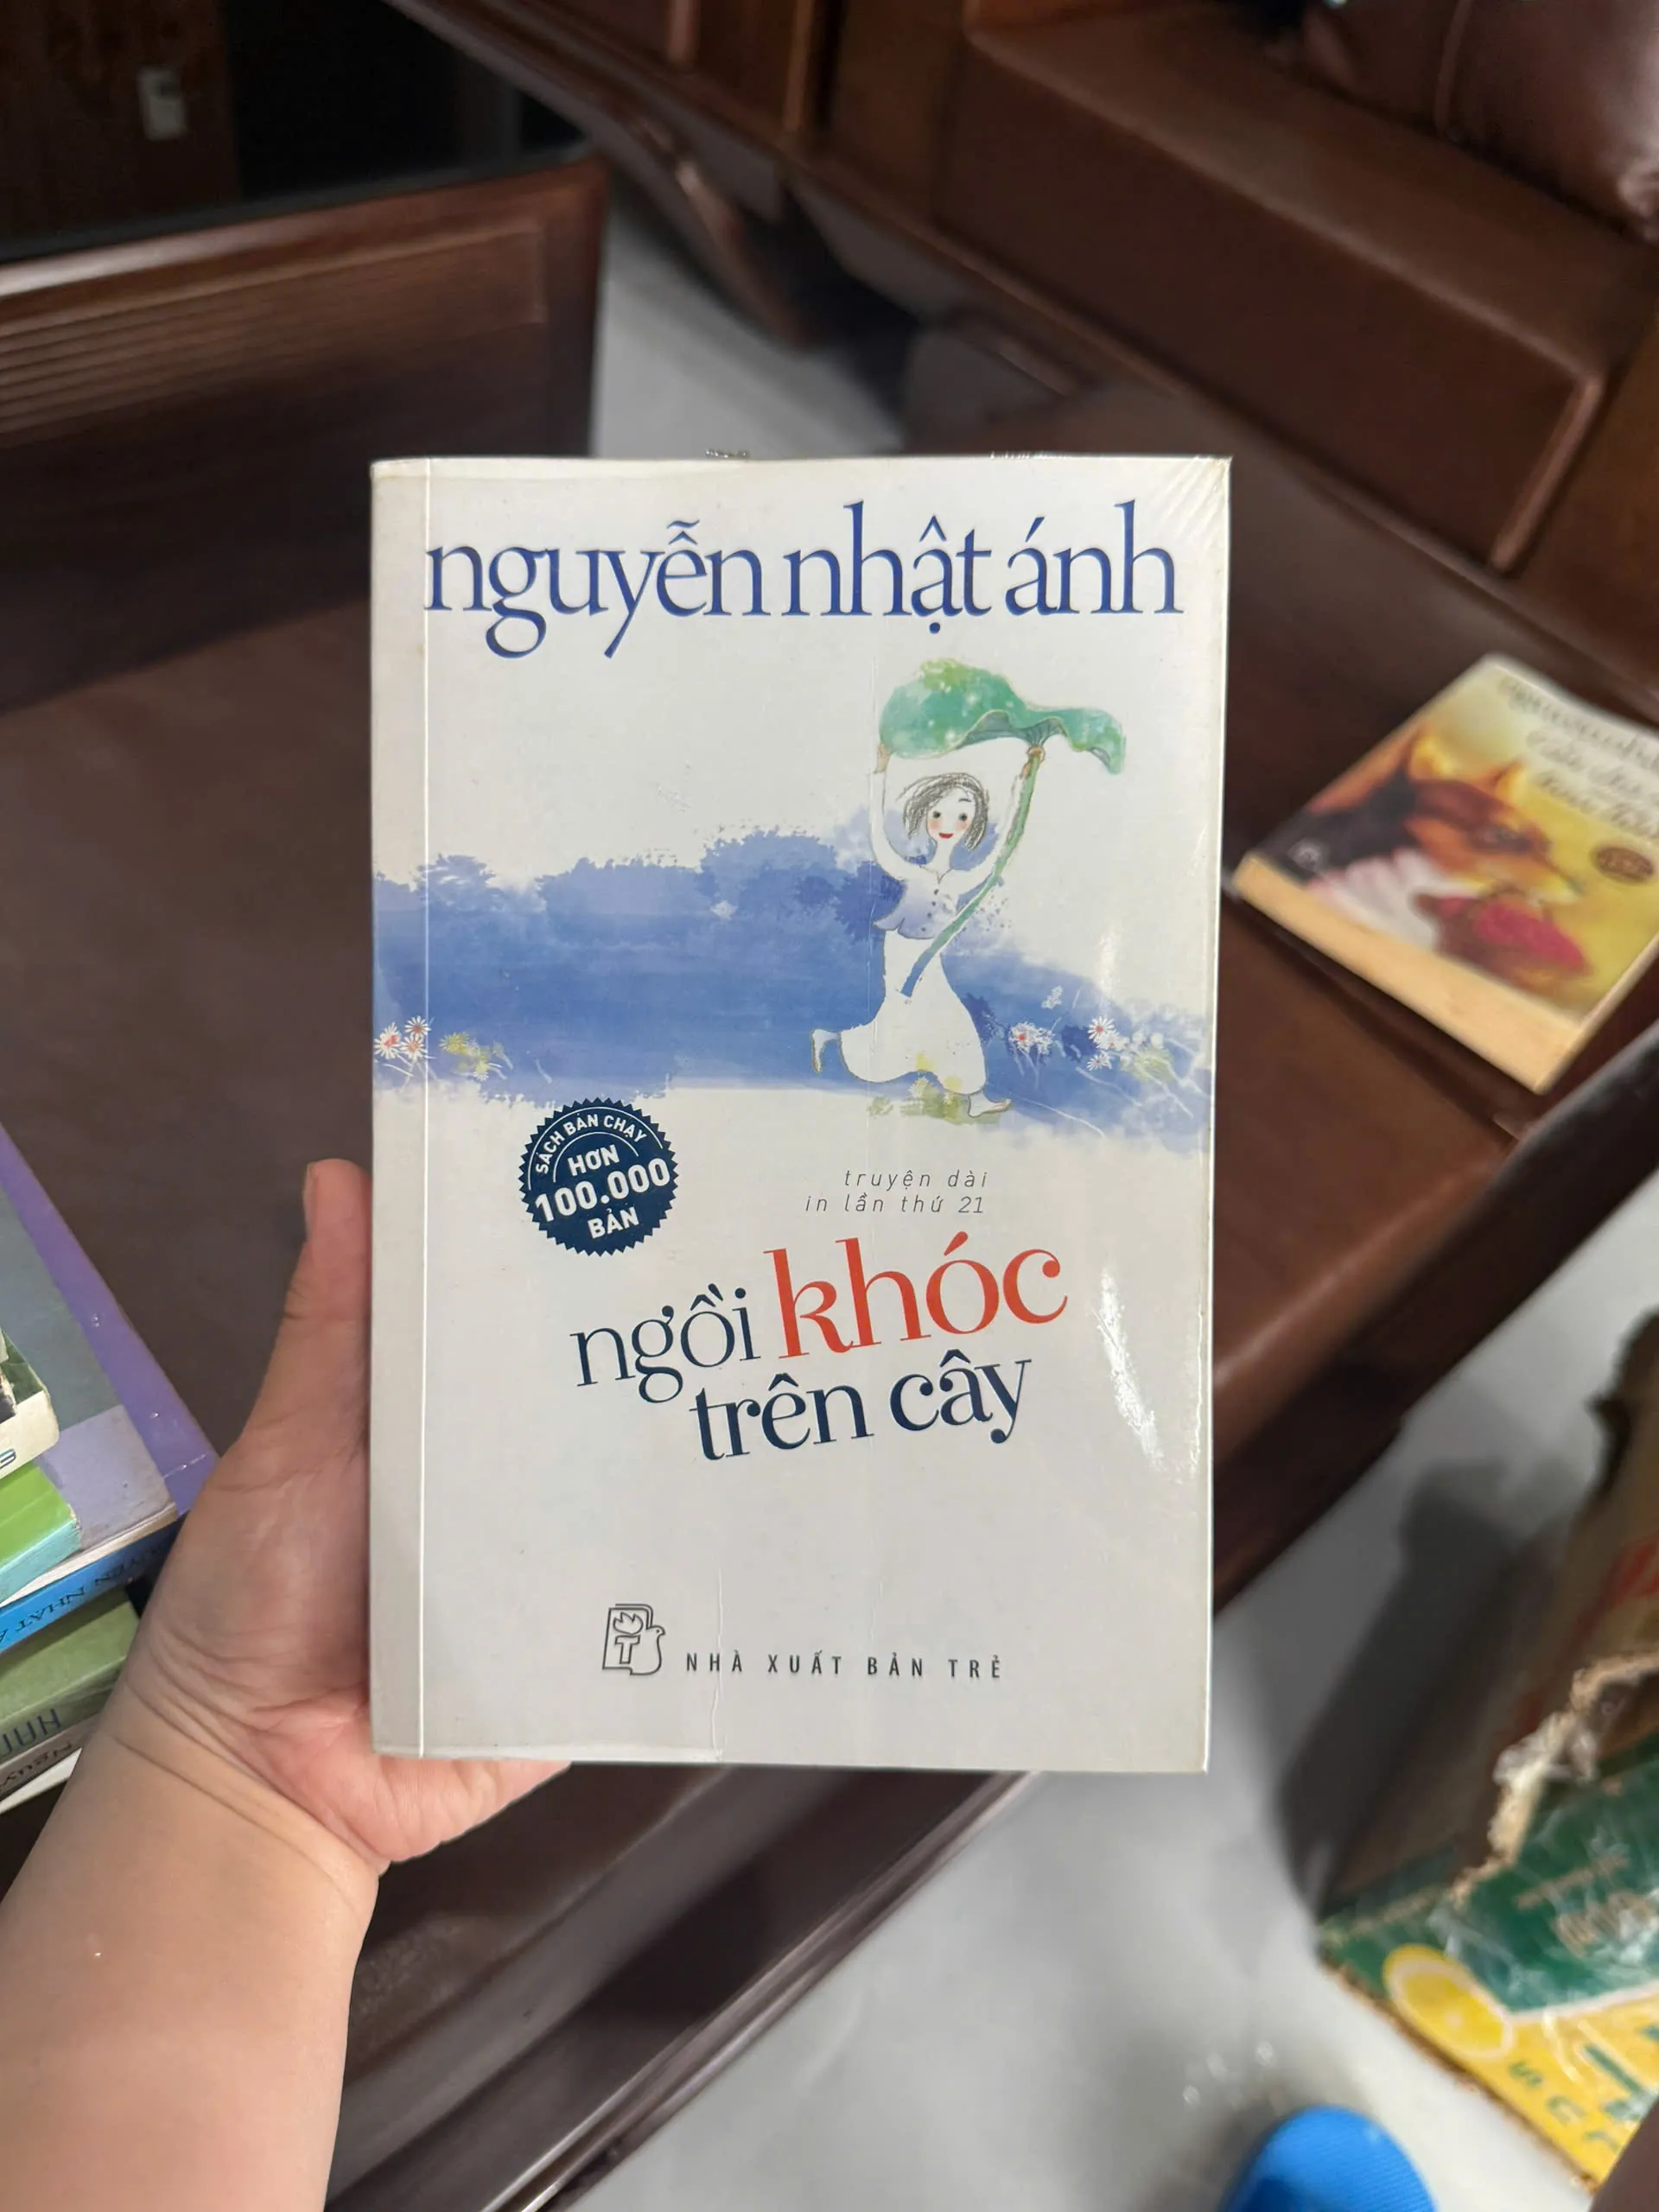 nguyễn nhật ánh
SÁCH BÁN CHẠY
HƠN
100.000
BẢN
truyện dài
in lần thứ 21
ngồi khóc
trên cây
NHÀ XUẤT BẢN TRẺ